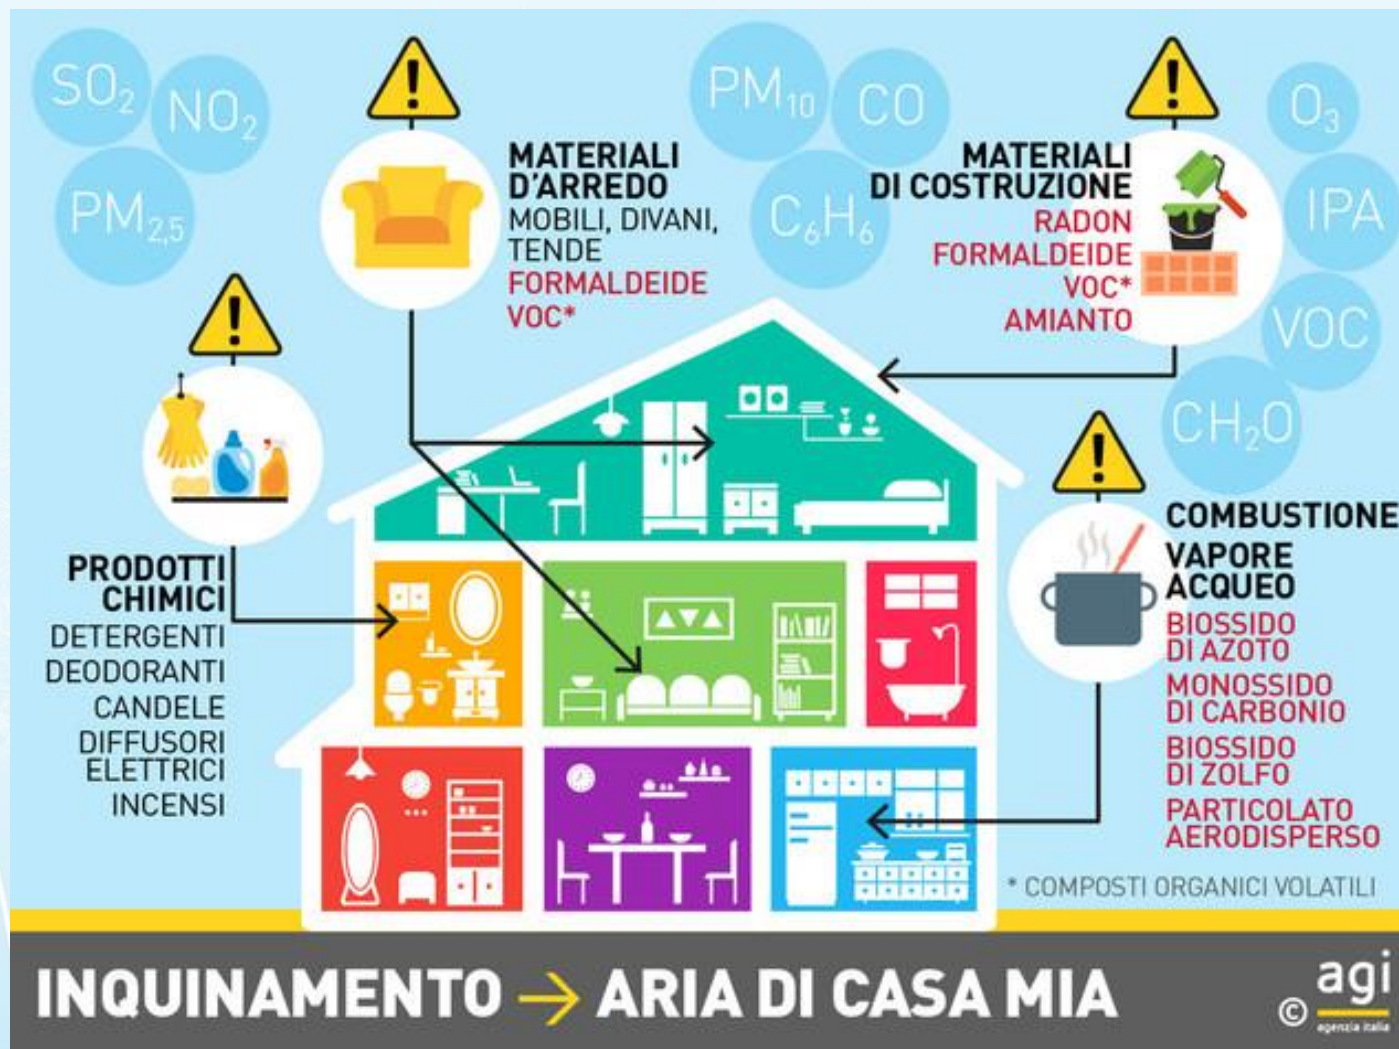 SO₂
NO₂
PM₂,₅
MATERIALI
D'ARREDO
MOBILI, DIVANI,
TENDE
FORMALDEIDE
VOC*
PM₁₀
CO
C₆H₆
MATERIALI
DI COSTRUZIONE
RADON
FORMALDEIDE
VOC*
AMIANTO
O₃
IPA
VOC
CH₂O
PRODOTTI
CHIMICI
DETERGENTI
DEODORANTI
CANDELE
DIFFUSORI
ELETTRICI
INCENSI
COMBUSTIONE
VAPORE
ACQUEO
BIOSSIDO
DI AZOTO
MONOSSIDO
DI CARBONIO
BIOSSIDO
DI ZOLFO
PARTICOLATO
AERODISPERSO
* COMPOSTI ORGANICI VOLATILI
INQUINAMENTO → ARIA DI CASA MIA
© agi
agenzia italia